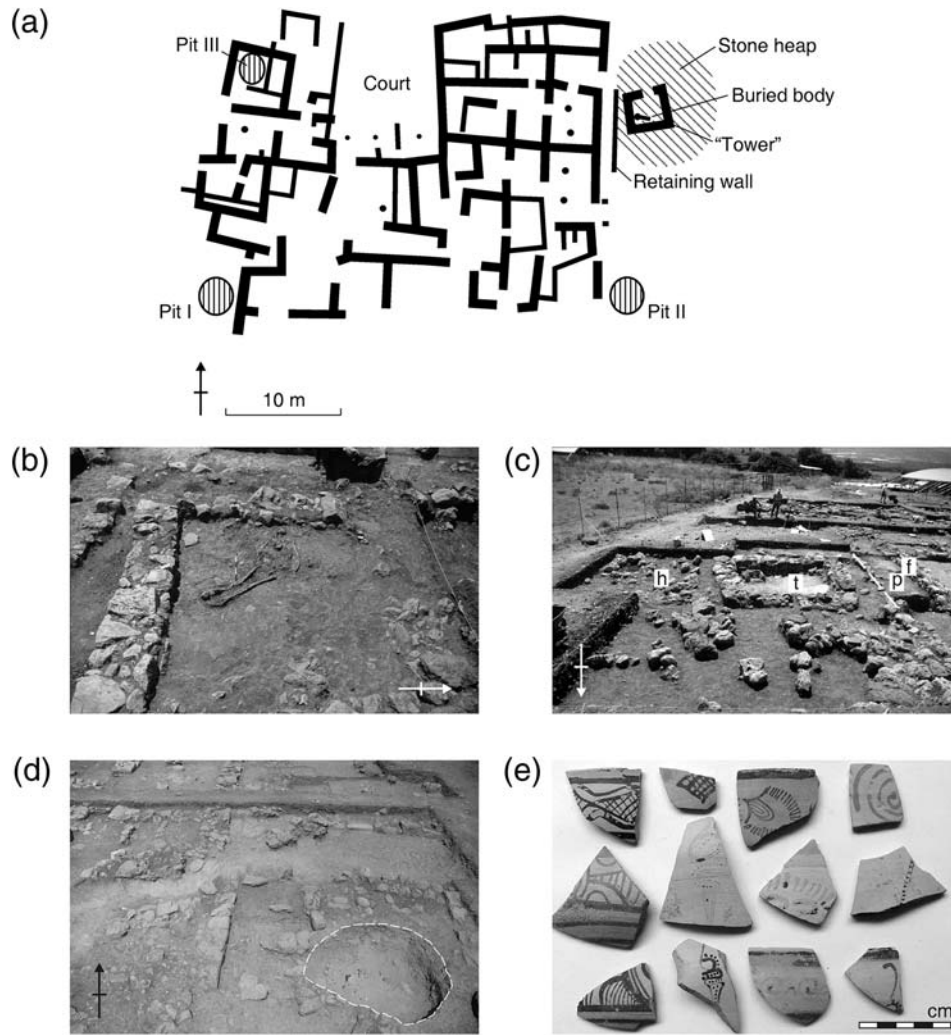 (a)
Pit III
Court
Stone heap
Buried body
“Tower”
Retaining wall
Pit I
Pit II
10 m
(b)
(c)
h
t
f
p
(d)
(e)
cm